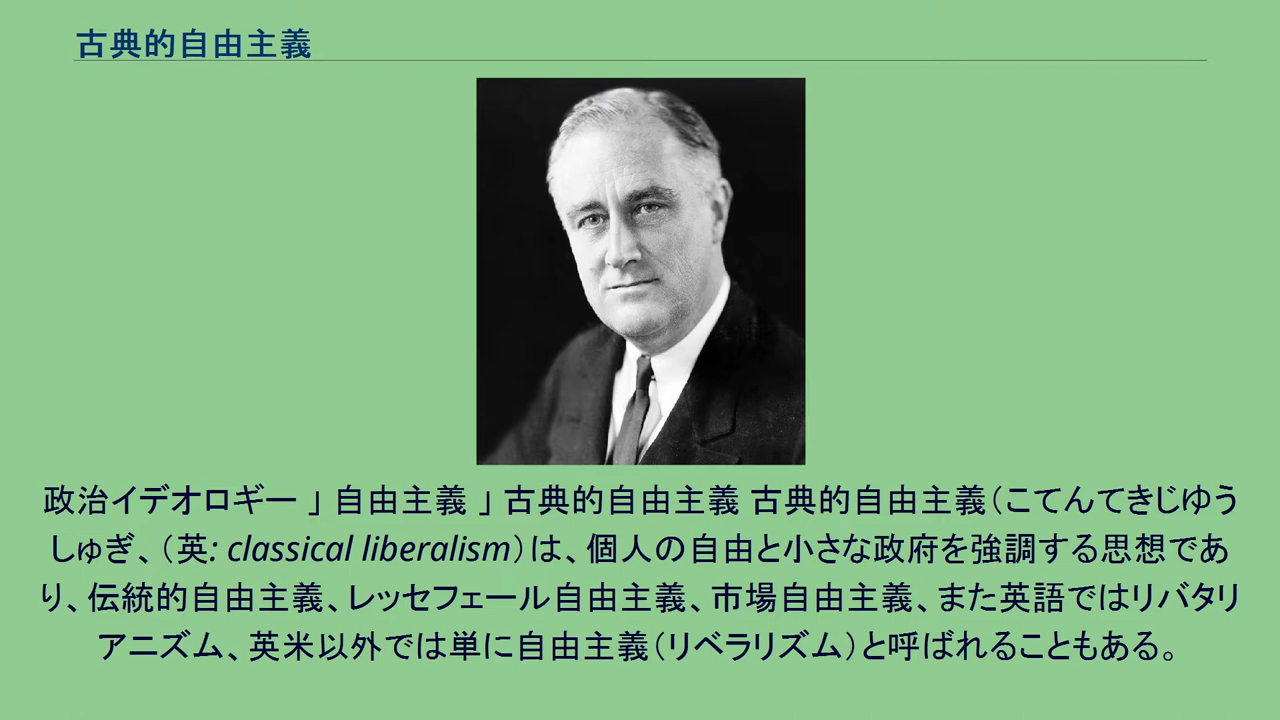 古典的自由主義
政治イデオロギー 」 自由主義 」 古典的自由主義 古典的自由主義（こてんてきじゆう
しゅぎ、（英: classical liberalism）は、個人の自由と小さな政府を強調する思想であ
り、伝統的自由主義、レッセフェール自由主義、市場自由主義、また英語ではリバタリ
アニズム、英米以外では単に自由主義（リベラリズム）と呼ばれることもある。